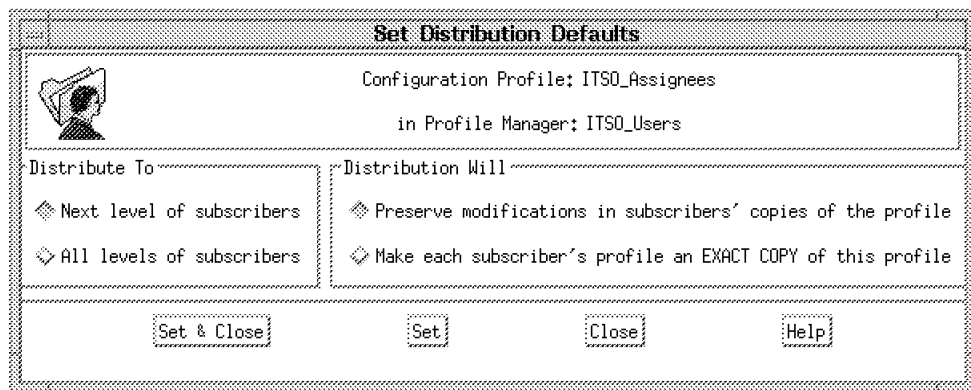 Set Distribution Defaults
Configuration Profile: ITSO_Assignees
in Profile Manager: ITSO_Users
Distribute To
Next level of subscribers
All levels of subscribers
Distribution Will
Preserve modifications in subscribers' copies of the profile
Make each subscriber's profile an EXACT COPY of this profile
Set & Close
Set
Close
Help